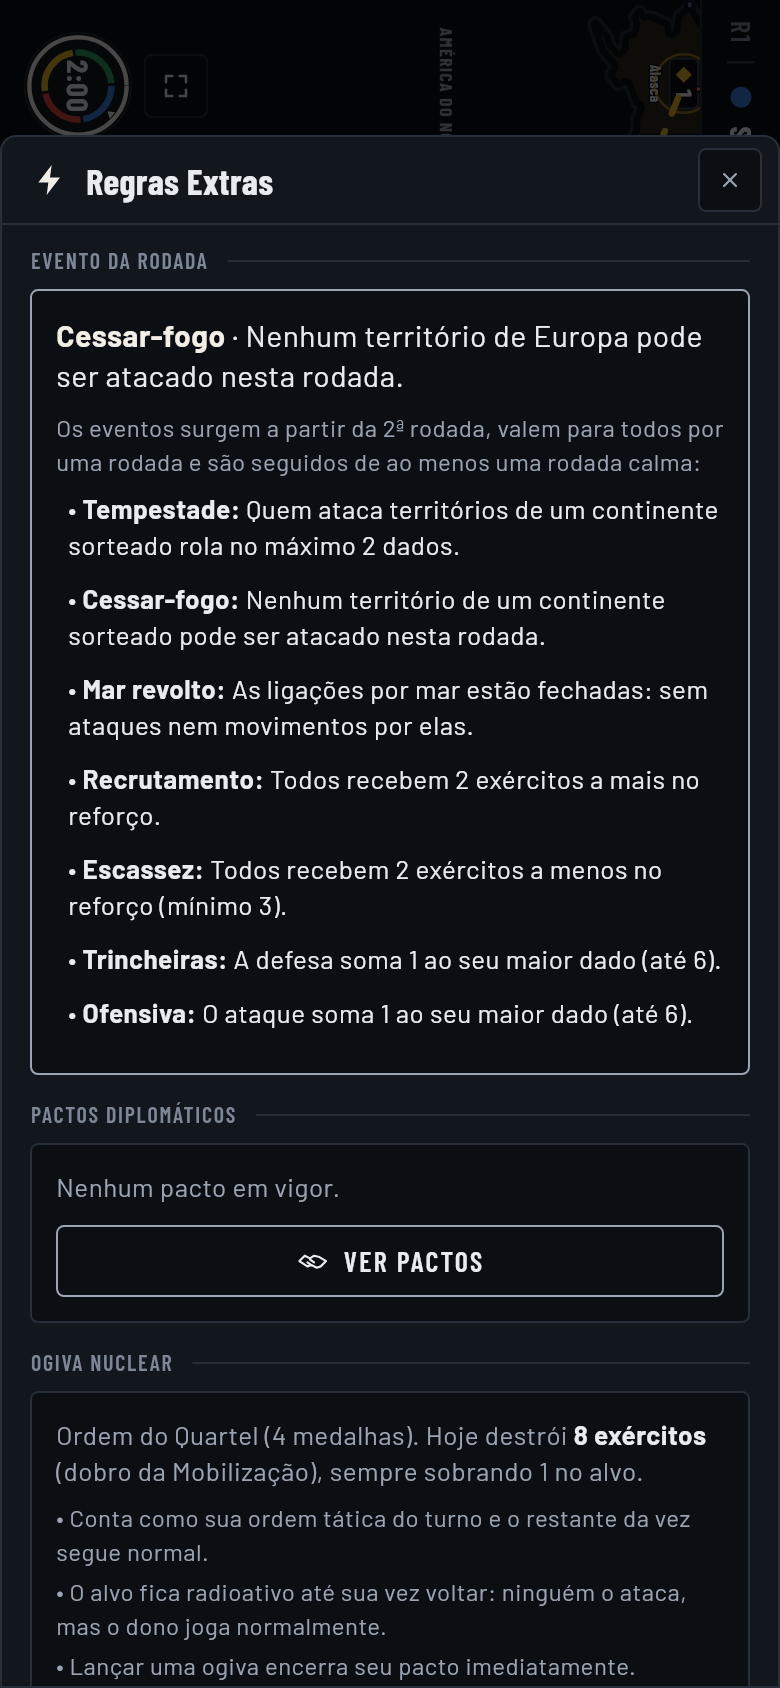 2:00
AMÉRICA DO
Alasca
1
R1
Regras Extras
EVENTO DA RODADA
Cessar-fogo · Nenhum território de Europa pode
ser atacado nesta rodada.
Os eventos surgem a partir da 2ª rodada, valem para todos por
uma rodada e são seguidos de ao menos uma rodada calma:
• Tempestade: Quem ataca territórios de um continente
sorteado rola no máximo 2 dados.
• Cessar-fogo: Nenhum território de um continente
sorteado pode ser atacado nesta rodada.
• Mar revolto: As ligações por mar estão fechadas: sem
ataques nem movimentos por elas.
• Recrutamento: Todos recebem 2 exércitos a mais no
reforço.
• Escassez: Todos recebem 2 exércitos a menos no
reforço (mínimo 3).
• Trincheiras: A defesa soma 1 ao seu maior dado (até 6).
• Ofensiva: O ataque soma 1 ao seu maior dado (até 6).
PACTOS DIPLOMÁTICOS
Nenhum pacto em vigor.
VER PACTOS
OGIVA NUCLEAR
Ordem do Quartel (4 medalhas). Hoje destrói 8 exércitos
(dobro da Mobilização), sempre sobrando 1 no alvo.
• Conta como sua ordem tática do turno e o restante da vez
segue normal.
• O alvo fica radioativo até sua vez voltar: ninguém o ataca,
mas o dono joga normalmente.
• Lançar uma ogiva encerra seu pacto imediatamente.